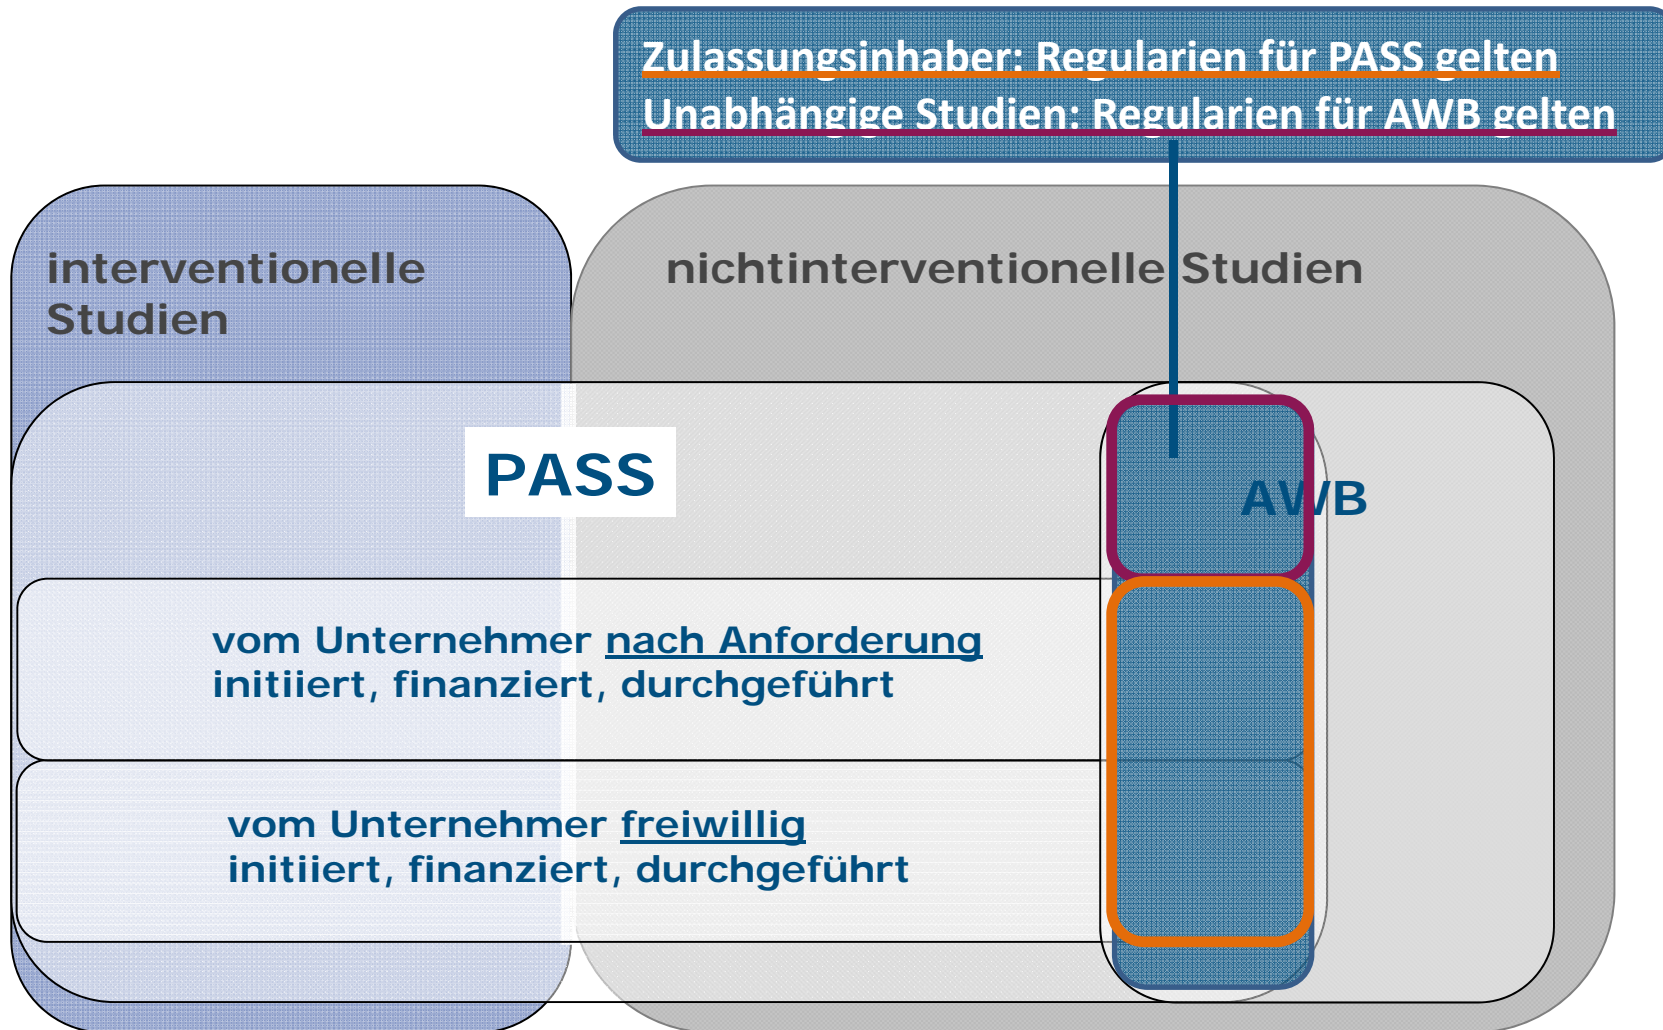 Zulassungsinhaber: Regularien für PASS gelten
Unabhängige Studien: Regularien für AWB gelten
interventionelle
Studien
nichtinterventionelle Studien
PASS
AWB
vom Unternehmer nach Anforderung
initiiert, finanziert, durchgeführt
vom Unternehmer freiwillig
initiiert, finanziert, durchgeführt